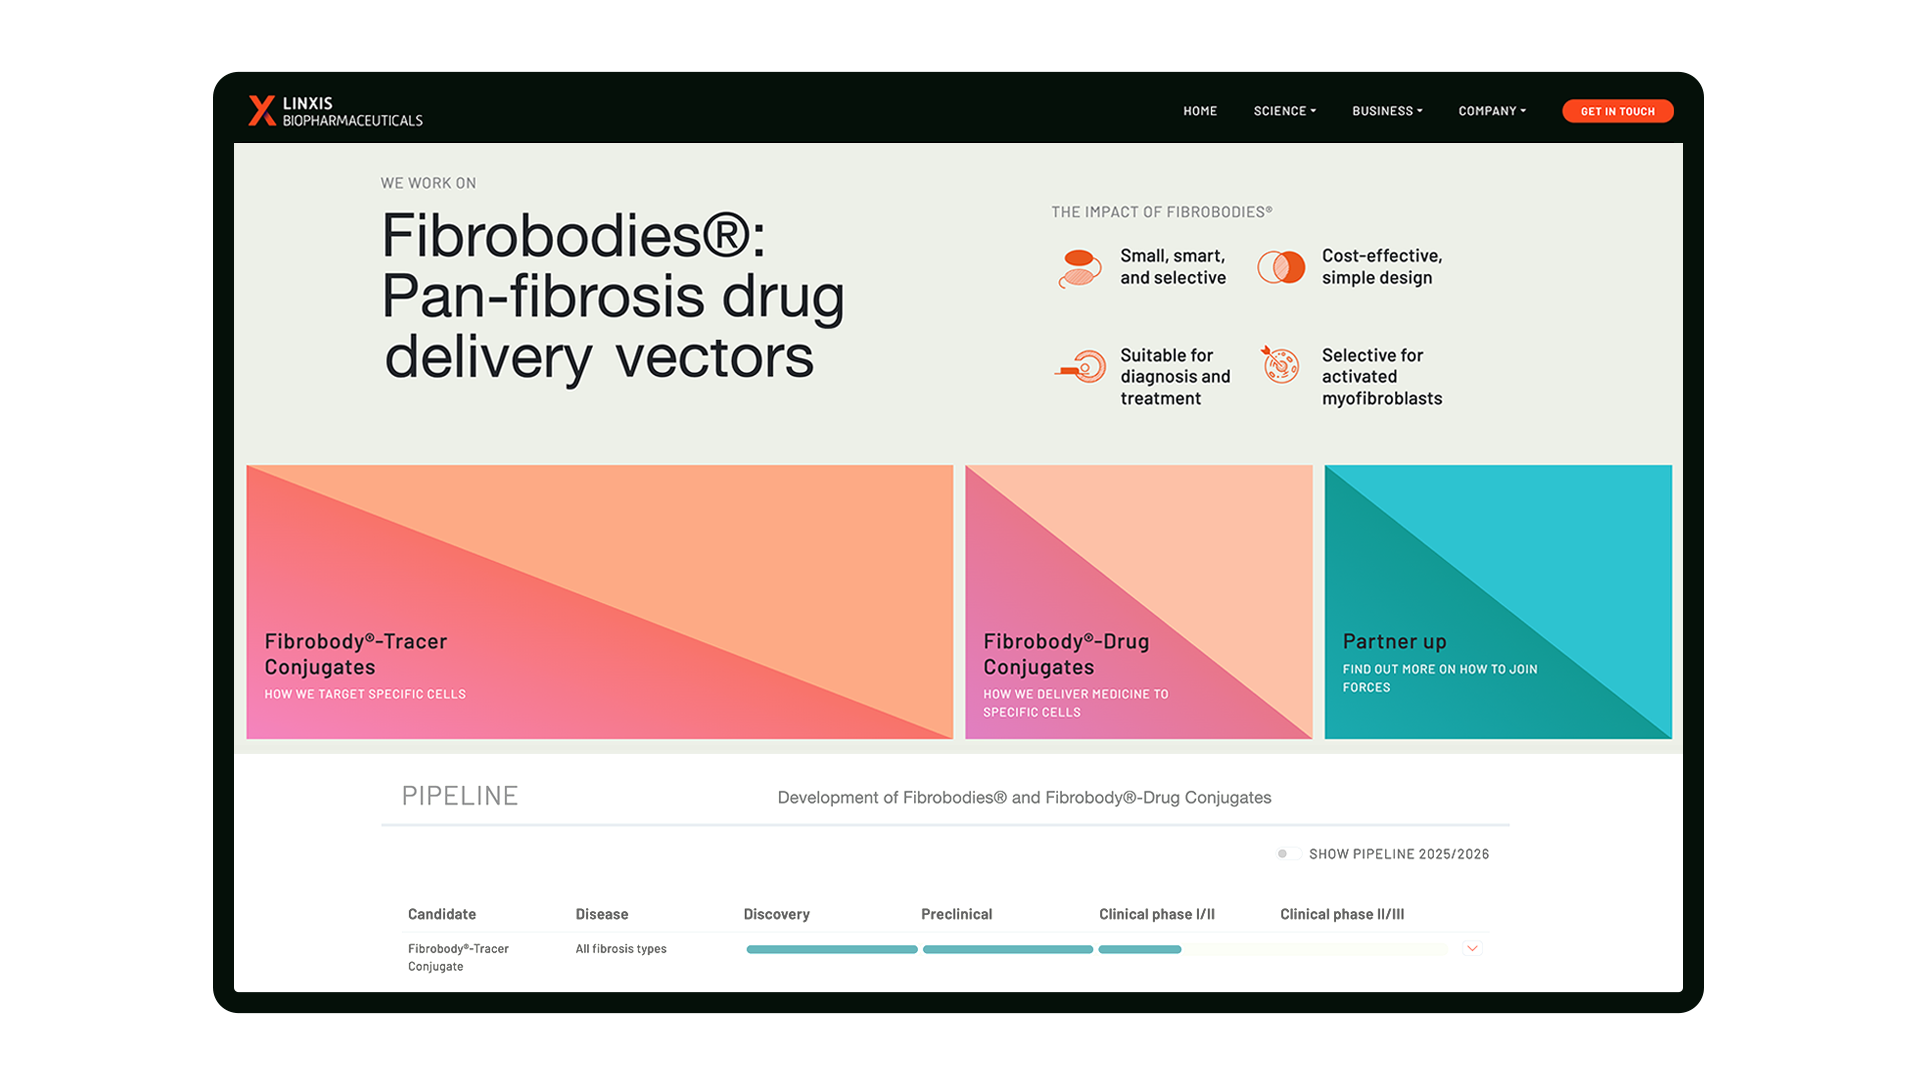 LINXIS
BIOPHARMACEUTICALS
HOME
SCIENCE
BUSINESS
COMPANY
GET IN TOUCH
WE WORK ON
Fibrobodies®:
Pan-fibrosis drug
delivery vectors
THE IMPACT OF FIBROBODIES®
Small, smart,
and selective
Cost-effective,
simple design
Suitable for
diagnosis and
treatment
Selective for
activated
myofibroblasts
Fibrobody®-Tracer
Conjugates
HOW WE TARGET SPECIFIC CELLS
Fibrobody®-Drug
Conjugates
HOW WE DELIVER MEDICINE TO
SPECIFIC CELLS
Partner up
FIND OUT MORE ON HOW TO JOIN
FORCES
PIPELINE
Development of Fibrobodies® and Fibrobody®-Drug Conjugates
SHOW PIPELINE 2025/2026
Candidate
Disease
Discovery
Preclinical
Clinical phase I/II
Clinical phase II/III
Fibrobody®-Tracer
Conjugate
All fibrosis types